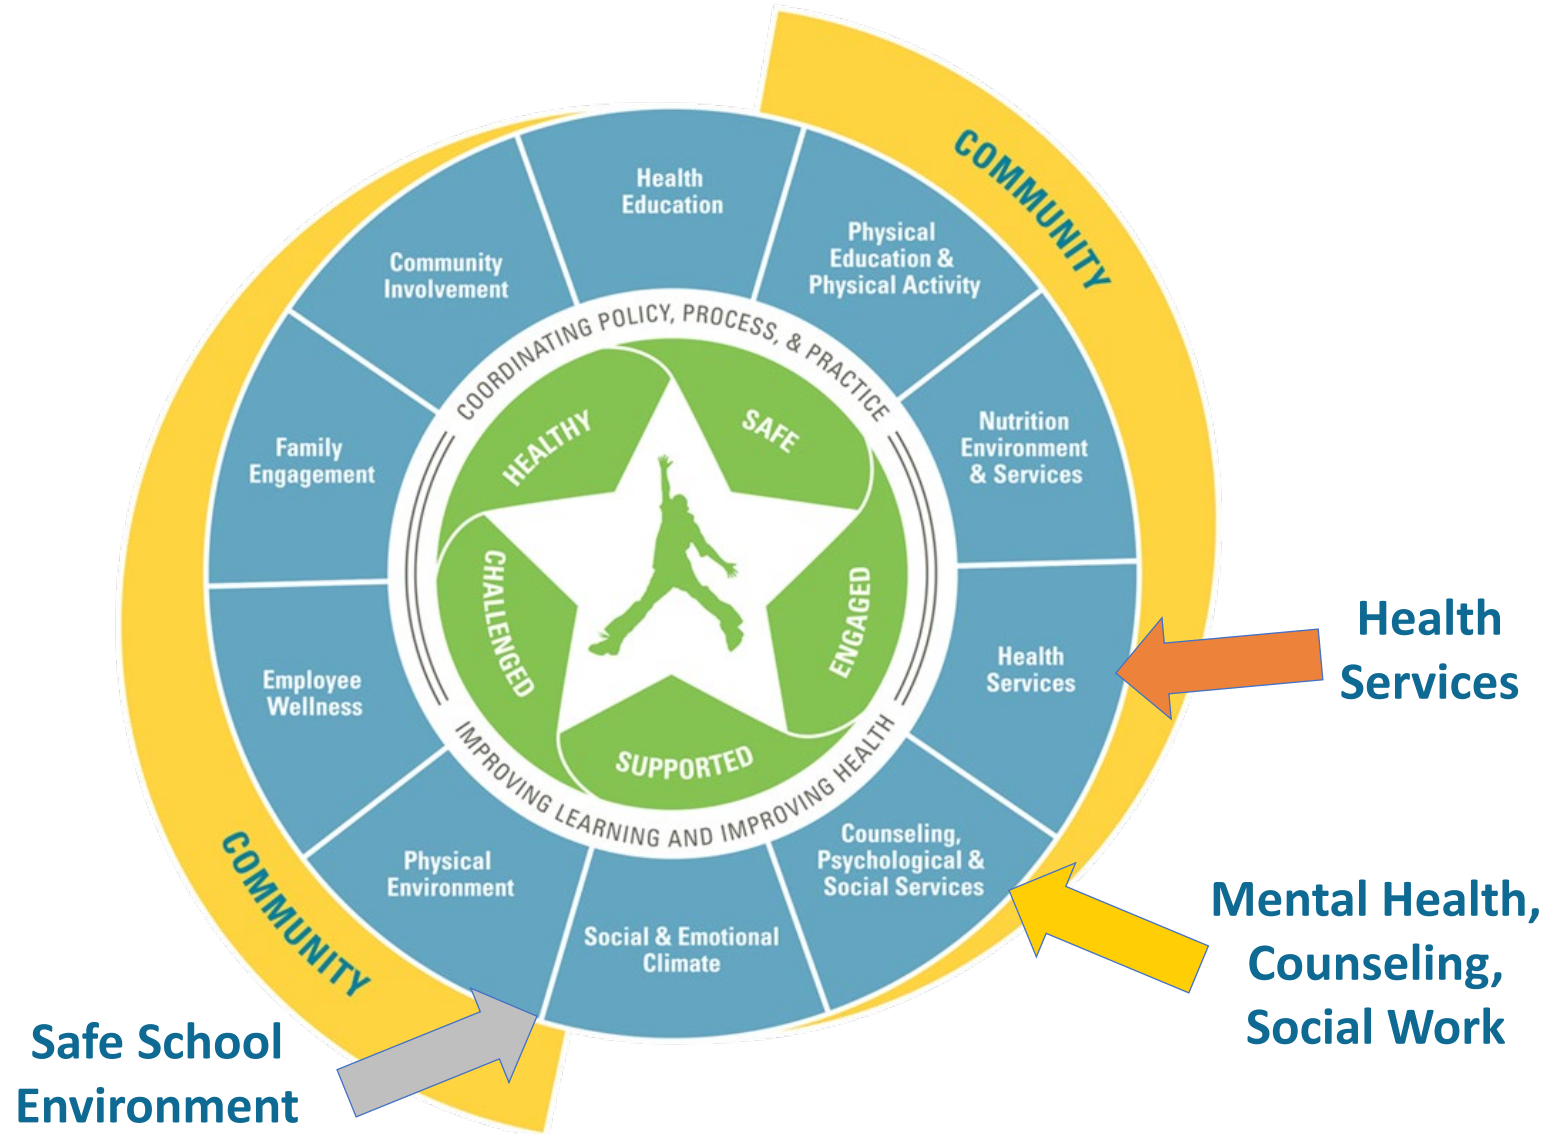 COMMUNITY
Health
Education
Physical
Education &
Physical Activity
Nutrition
Environment
& Services
Health
Services
Counseling,
Psychological &
Social Services
Social & Emotional
Climate
Physical
Environment
Employee
Wellness
Family
Engagement
Community
Involvement
COORDINATING POLICY, PROCESS, & PRACTICE
IMPROVING LEARNING AND IMPROVING HEALTH
HEALTHY
SAFE
ENGAGED
SUPPORTED
CHALLENGED
COMMUNITY
Health
Services
Mental Health,
Counseling,
Social Work
Safe School
Environment